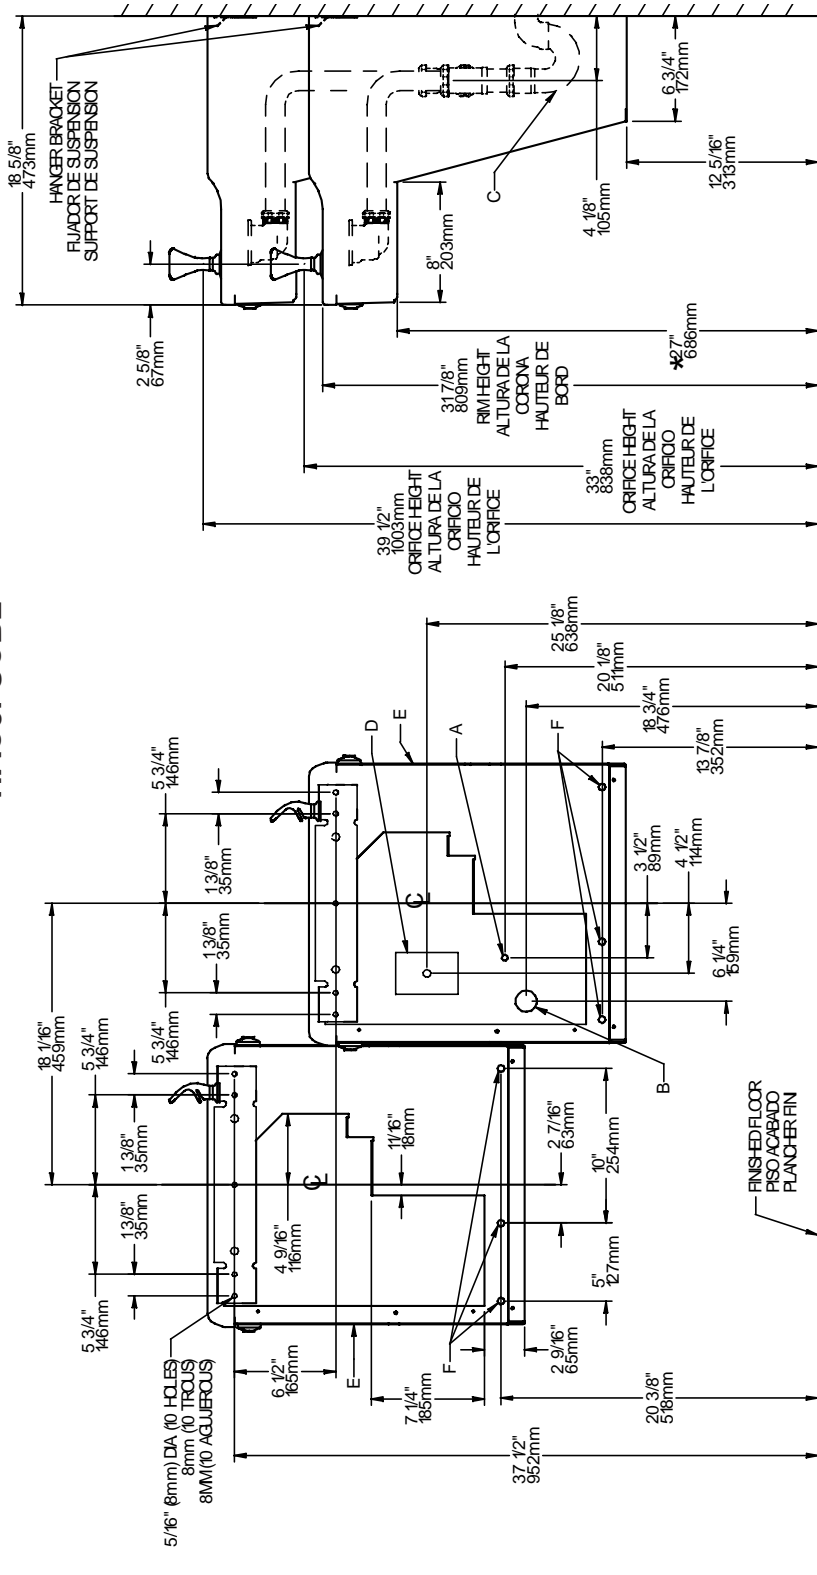 5/16" (8mm) DIA (10 HOLES)
8mm (10 TROUS)
8MM (10 AGUJEROUS)
5 3/4"
146mm
1 3/8"
35mm
1 3/8"
35mm
5 3/4"
146mm
18 1/16"
459mm
5 3/4"
146mm
1 3/8"
35mm
1 3/8"
35mm
5 3/4"
146mm
6 1/2"
165mm
4 9/16"
116mm
CL
E
7 1/4"
185mm
11/16"
18mm
F
2 9/16"
65mm
5"
127mm
10"
254mm
2 7/16"
63mm
37 1/2"
952mm
20 3/8"
518mm
FINISHED FLOOR
PISO ACABADO
PLANCHER FINI
D
E
CL
A
F
B
25 1/8"
638mm
20 1/8"
511mm
18 3/4"
476mm
13 7/8"
352mm
3 1/2"
89mm
4 1/2"
114mm
6 1/4"
159mm
18 5/8"
473mm
HANGER BRACKET
FIJADOR DE SUSPENSION
SUPPORT DE SUSPENSION
2 5/8"
67mm
39 1/2"
1003mm
ORIFICE HEIGHT
ALTURA DE LA
ORIFICIO
HAUTEUR DE
L'ORIFICE
31 7/8"
809mm
RIM HEIGHT
ALTURA DE LA
CORONA
HAUTEUR DE
BORD
33"
838mm
ORIFICE HEIGHT
ALTURA DE LA
ORIFICIO
HAUTEUR DE
L'ORIFICE
8"
203mm
C
4 1/8"
105mm
6 3/4"
172mm
12 5/16"
313mm
*27"
686mm